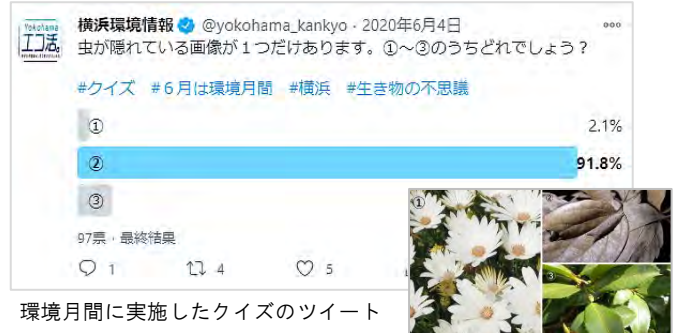 Yokohama
エコ活。
横浜環境情報 @yokohama_kankyo · 2020年6月4日
虫が隠れている画像が１つだけあります。①～③のうちどれでしょう？
#クイズ #６月は環境月間 #横浜 #生き物の不思議
① 2.1%
② 91.8%
③
97票 · 最終結果
1 4 5
①
③
環境月間に実施したクイズのツイート